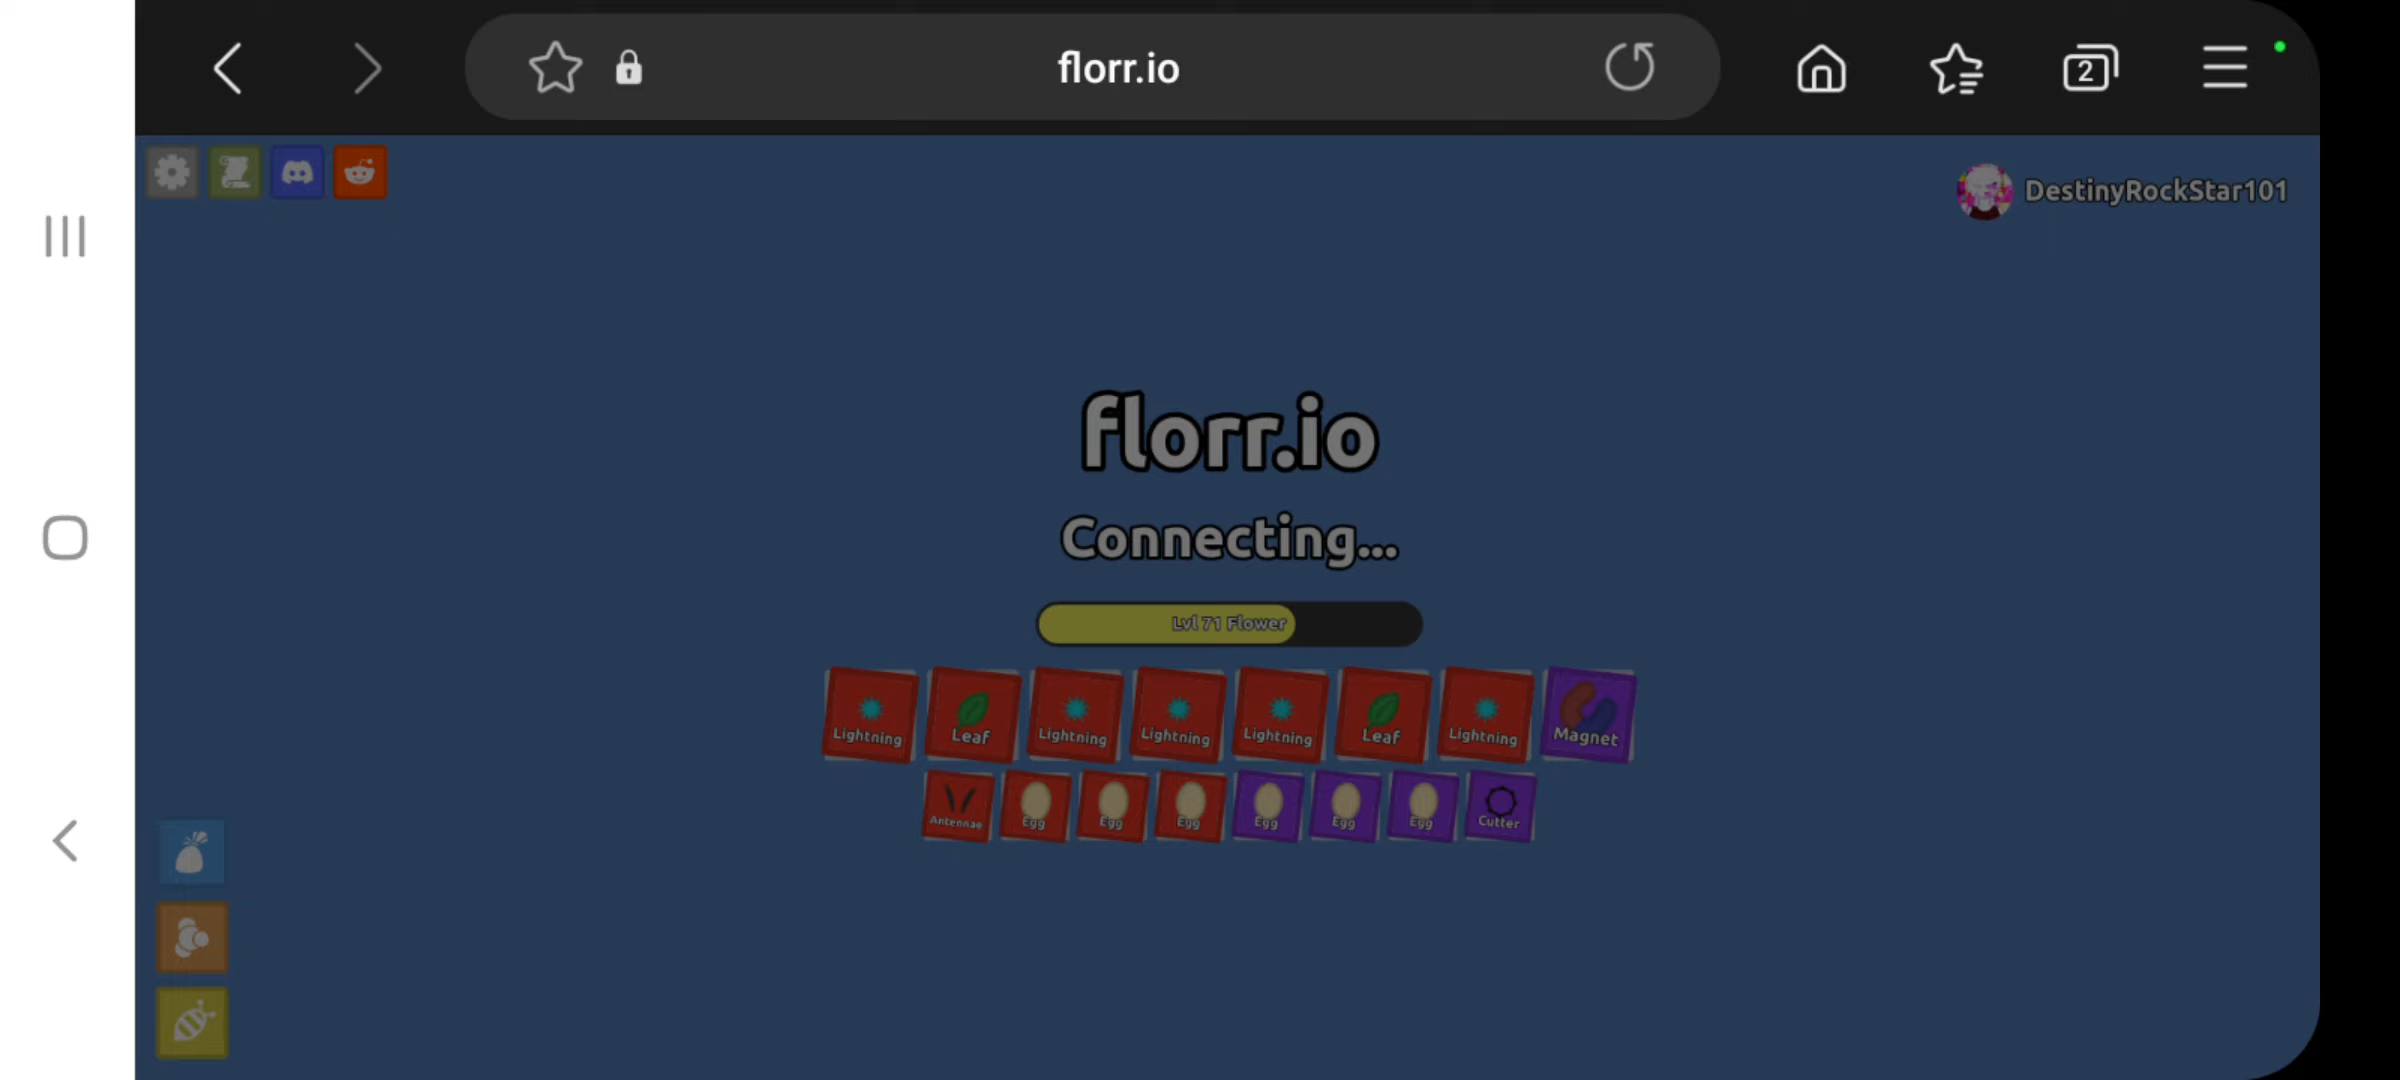 florr.io
2
DestinyRockStar101
florr.io
Connecting...
Lvl 71 Flower
Lightning Leaf Lightning Lightning Lightning Leaf Lightning Magnet
Antennae Egg Egg Egg Egg Egg Egg Cutter